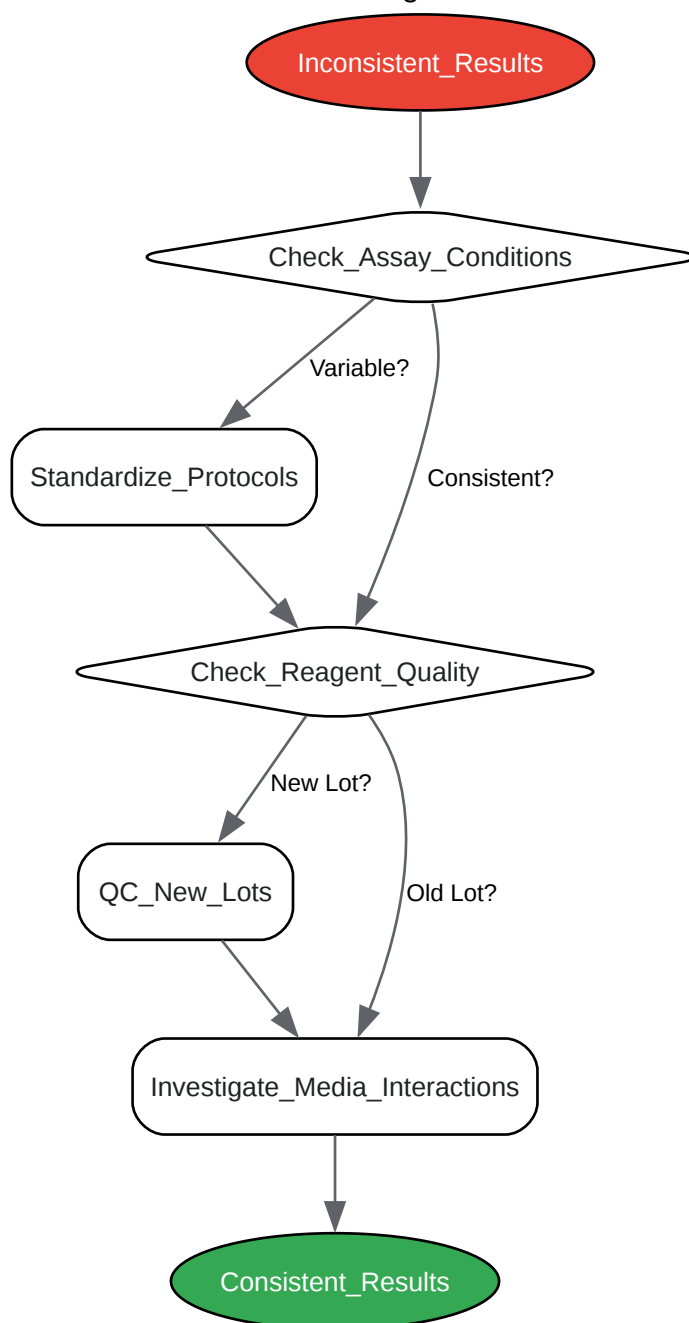 Inconsistent_Results
Check_Assay_Conditions
Variable?
Standardize_Protocols
Consistent?
Check_Reagent_Quality
New Lot?
QC_New_Lots
Old Lot?
Investigate_Media_Interactions
Consistent_Results